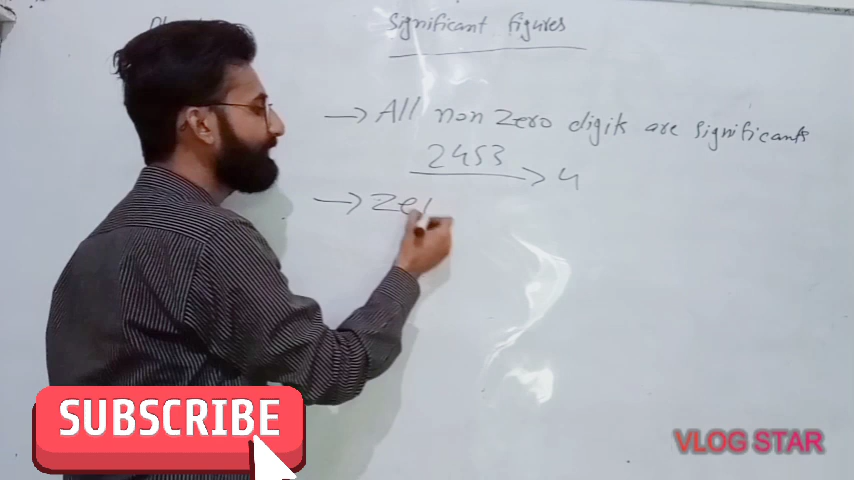 Significant figures
→ All non zero digits are significants
2453 → 4
→ Zer
SUBSCRIBE
VLOG STAR